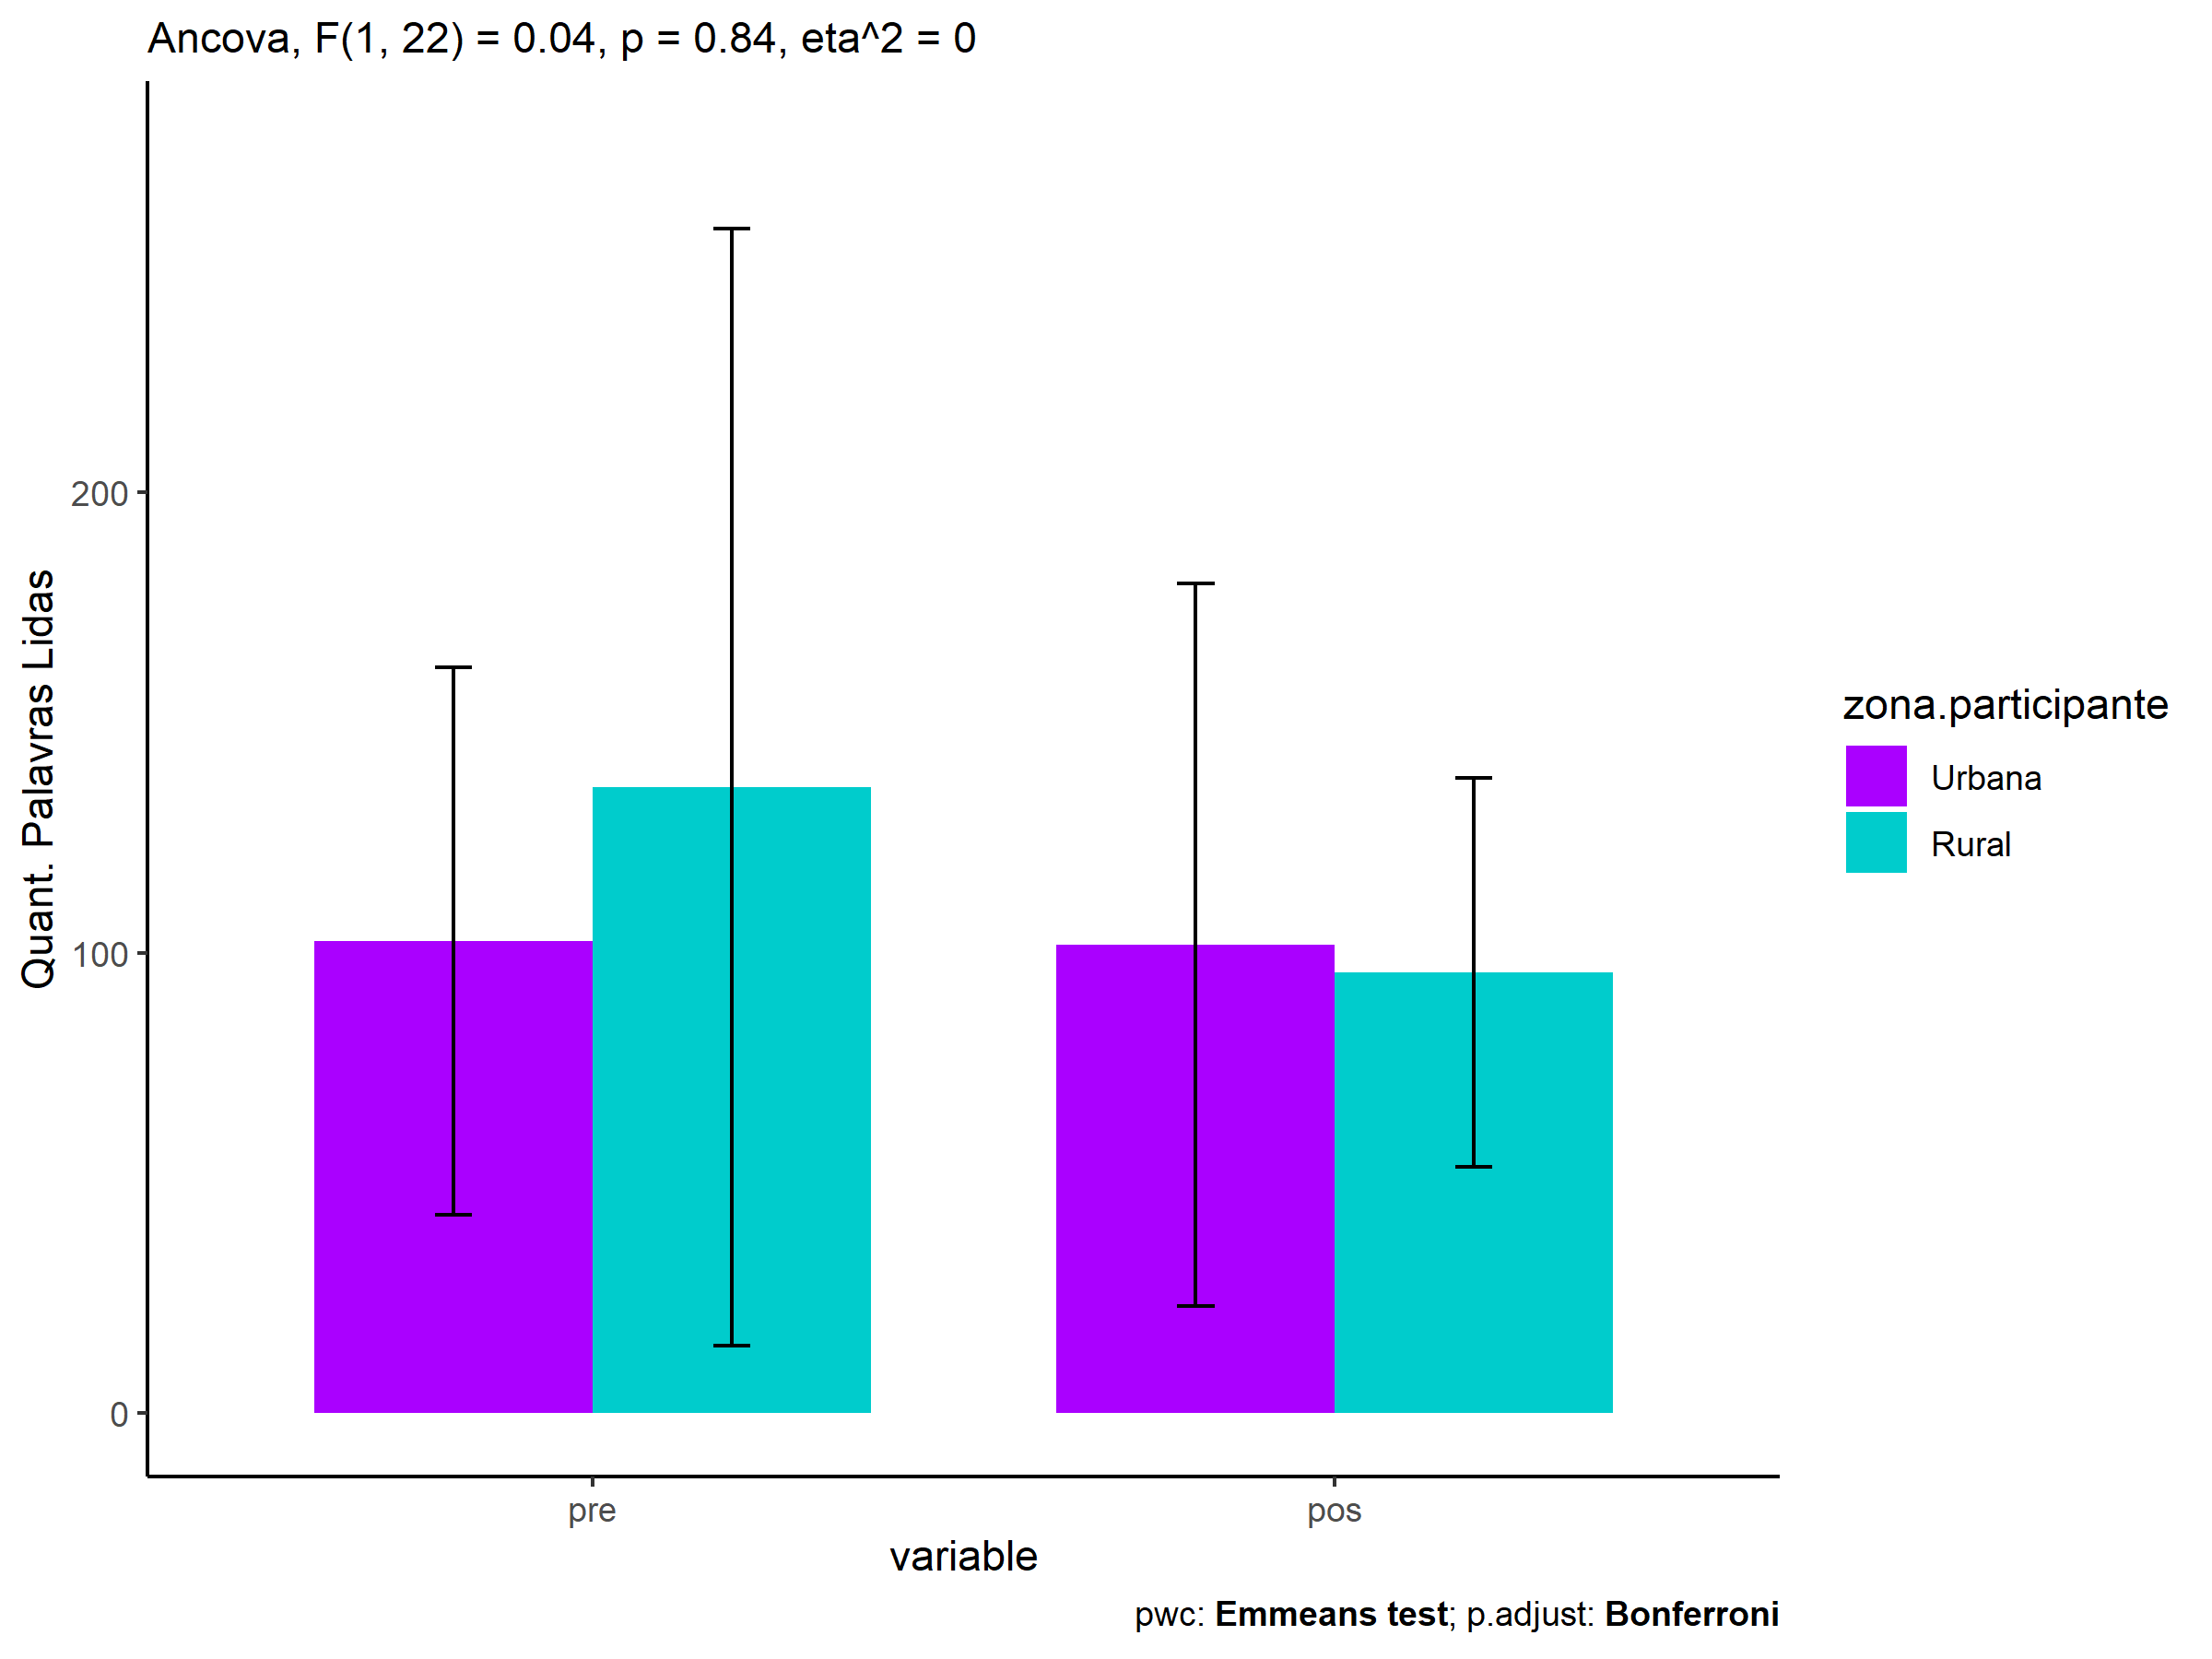 Ancova, F(1, 22) = 0.04, p = 0.84, eta^2 = 0
Quant. Palavras Lidas
200
100
0
pre
pos
variable
zona.participante
Urbana
Rural
pwc: Emmeans test; p.adjust: Bonferroni